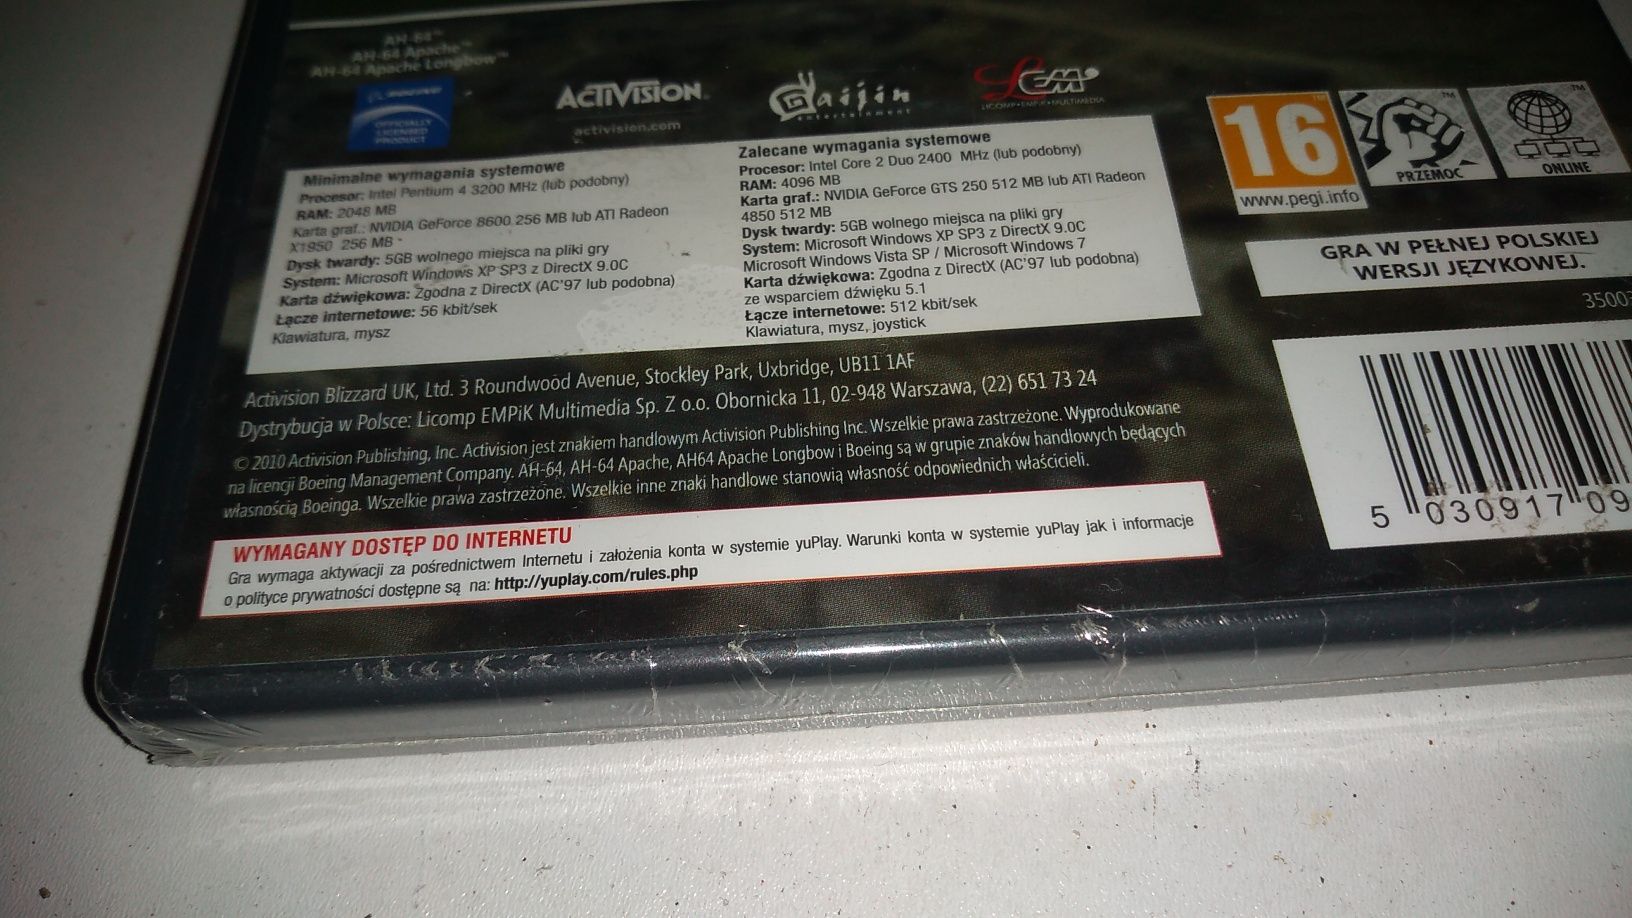 AH-64™
AH-64 Apache™
AH-64 Apache Longbow™
BOEING
OFFICIALLY
LICENSED
PRODUCT
ACTIVISION
activision.com
Gaijin
entertainment
LEM
LICOMP•EMPiK•MULTIMEDIA
Minimalne wymagania systemowe
Procesor: Intel Pentium 4 3200 MHz (lub podobny)
RAM: 2048 MB
Karta graf.: NVIDIA GeForce 8600 256 MB lub ATI Radeon
X1950 256 MB
Dysk twardy: 5GB wolnego miejsca na pliki gry
System: Microsoft Windows XP SP3 z DirectX 9.0C
Karta dźwiękowa: Zgodna z DirectX (AC'97 lub podobna)
Łącze internetowe: 56 kbit/sek
Klawiatura, mysz
Zalecane wymagania systemowe
Procesor: Intel Core 2 Duo 2400 MHz (lub podobny)
RAM: 4096 MB
Karta graf.: NVIDIA GeForce GTS 250 512 MB lub ATI Radeon
4850 512 MB
Dysk twardy: 5GB wolnego miejsca na pliki gry
System: Microsoft Windows XP SP3 z DirectX 9.0C
Microsoft Windows Vista SP / Microsoft Windows 7
Karta dźwiękowa: Zgodna z DirectX (AC'97 lub podobna)
ze wsparciem dźwięku 5.1
Łącze internetowe: 512 kbit/sek
Klawiatura, mysz, joystick
16
www.pegi.info
PRZEMOC
ONLINE
GRA W PEŁNEJ POLSKIEJ
WERSJI JĘZYKOWEJ.
Activision Blizzard UK, Ltd. 3 Roundwood Avenue, Stockley Park, Uxbridge, UB11 1AF
Dystrybucja w Polsce: Licomp EMPiK Multimedia Sp. Z o.o. Obornicka 11, 02-948 Warszawa, (22) 651 73 24
© 2010 Activision Publishing, Inc. Activision jest znakiem handlowym Activision Publishing Inc. Wszelkie prawa zastrzeżone. Wyprodukowane
na licencji Boeing Management Company. AH-64, AH-64 Apache, AH64 Apache Longbow i Boeing są w grupie znaków handlowych będących
własnością Boeinga. Wszelkie prawa zastrzeżone. Wszelkie inne znaki handlowe stanowią własność odpowiednich właścicieli.
WYMAGANY DOSTĘP DO INTERNETU
Gra wymaga aktywacji za pośrednictwem Internetu i założenia konta w systemie yuPlay. Warunki konta w systemie yuPlay jak i informacje
o polityce prywatności dostępne są na: http://yuplay.com/rules.php
35003
5 030917 09